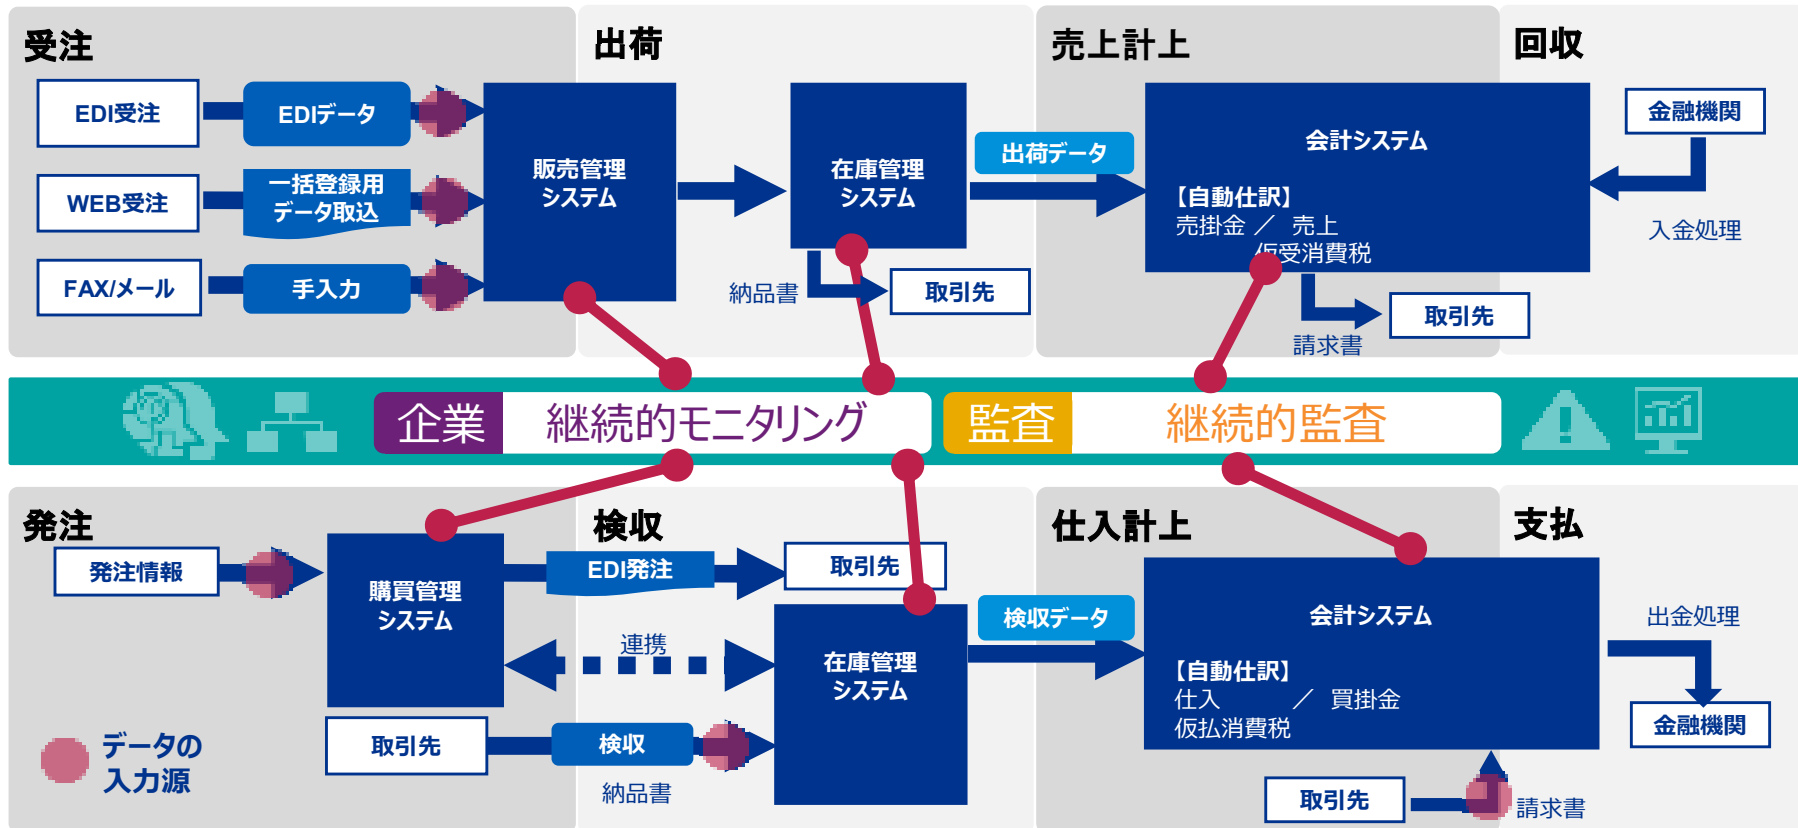 受注
出荷
売上計上
回収
EDI受注
EDIデータ
WEB受注
一括登録用
データ取込
FAX/メール
手入力
販売管理
システム
在庫管理
システム
納品書
取引先
出荷データ
会計システム
【自動仕訳】
売掛金 ／ 売上
仮受消費税
請求書
取引先
金融機関
入金処理
企業
継続的モニタリング
監査
継続的監査
発注
検収
仕入計上
支払
発注情報
購買管理
システム
EDI発注
取引先
連携
在庫管理
システム
取引先
検収
納品書
検収データ
会計システム
【自動仕訳】
仕入 ／ 買掛金
仮払消費税
取引先
請求書
出金処理
金融機関
データの
入力源